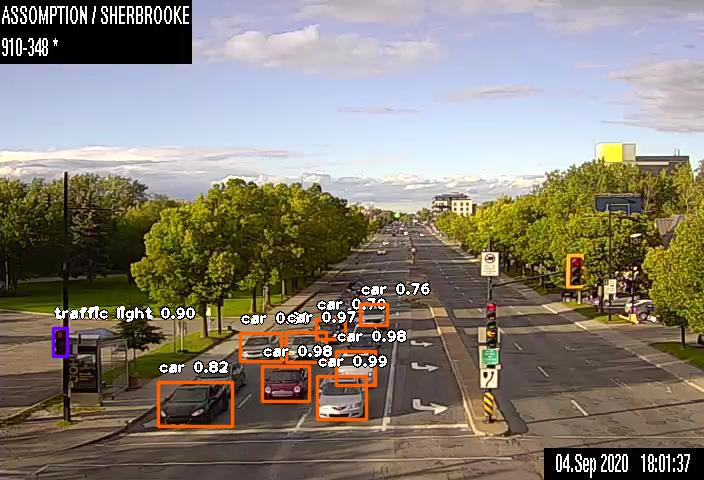 ASSOMPTION / SHERBROOKE
910-348 *
car 0.76
traffic light 0.90
car 0.97
car 0.98
car 0.98
car 0.99
car 0.82
04.Sep 2020 18:01:37